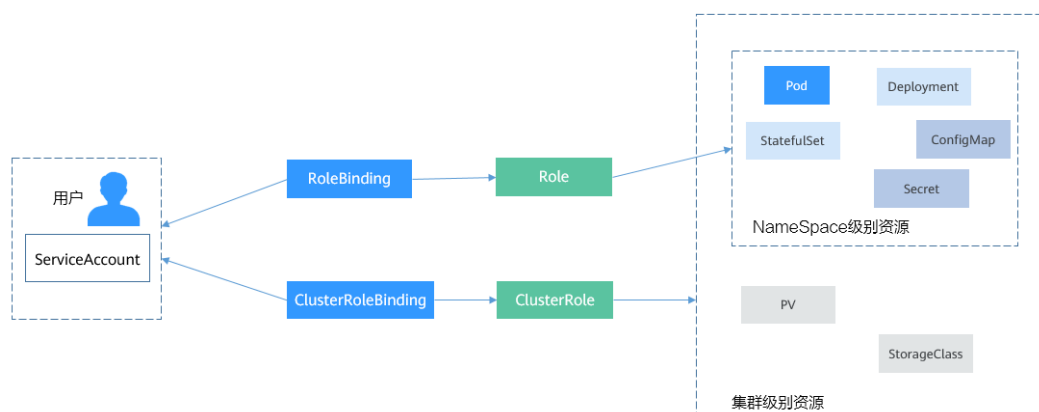 用户
ServiceAccount
RoleBinding
Role
ClusterRoleBinding
ClusterRole
Pod
Deployment
StatefulSet
ConfigMap
Secret
NameSpace级别资源
PV
StorageClass
集群级别资源